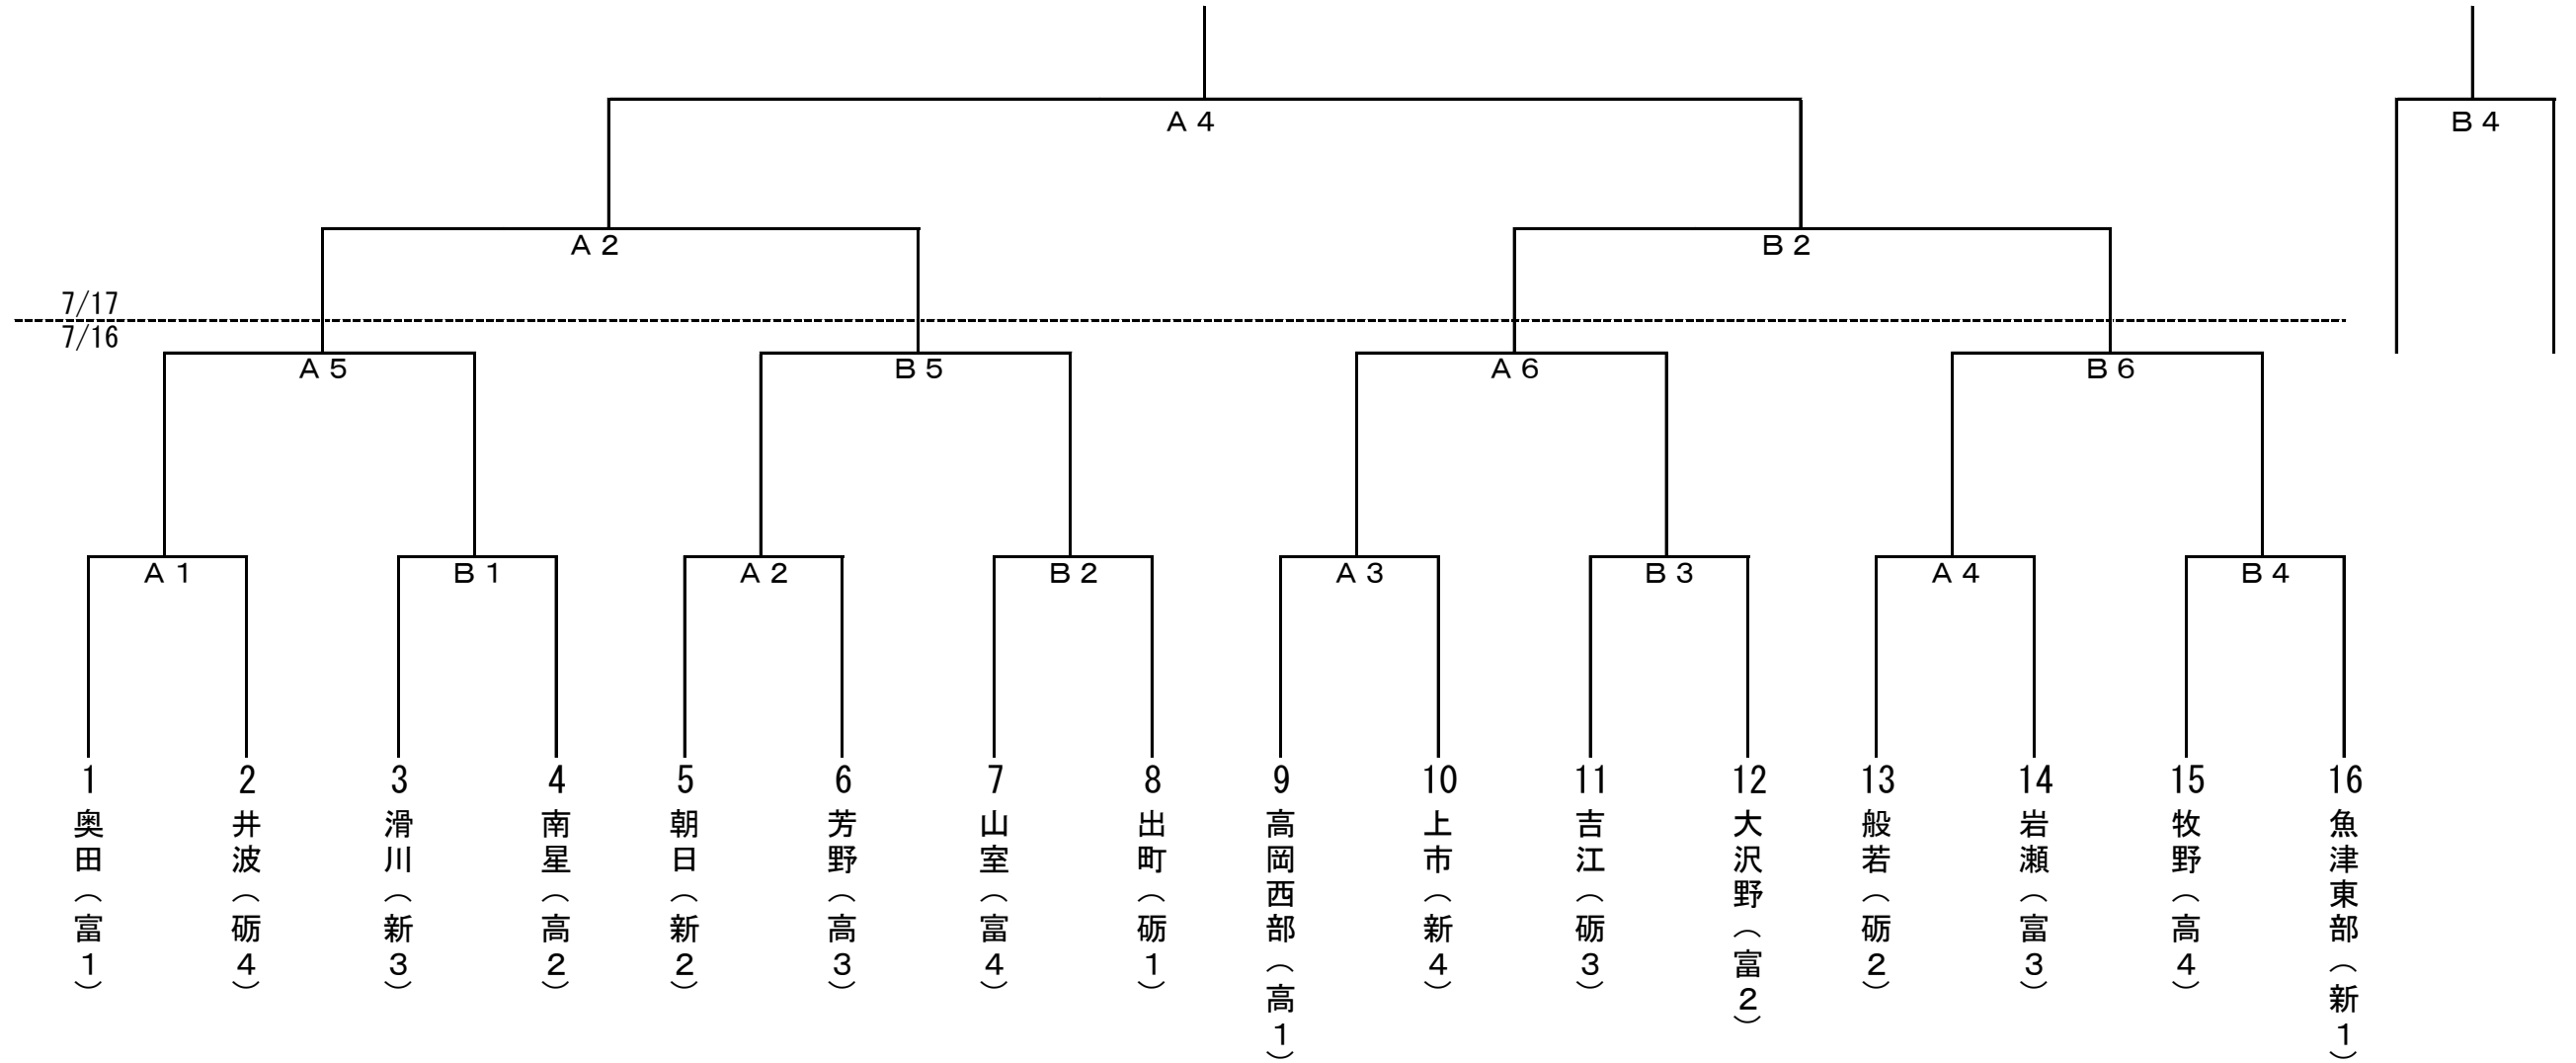 A4
B4
A2
B2
7/17
7/16
A5
B5
A6
B6
A1
B1
A2
B2
A3
B3
A4
B4
1
2
3
4
5
6
7
8
9
10
11
12
13
14
15
16
奥田(富1)
井波(砺4)
滑川(新3)
南星(高2)
朝日(新2)
芳野(高3)
山室(富4)
出町(砺1)
高岡西部(高1)
上市(新4)
吉江(砺3)
大沢野(富2)
般若(砺2)
岩瀬(富3)
牧野(高4)
魚津東部(新1)